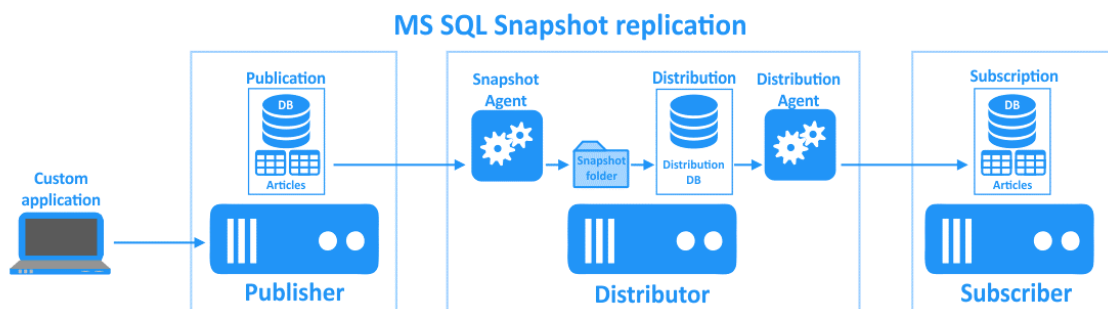 MS SQL Snapshot replication
Custom
application
Publication
DB
Articles
Publisher
Snapshot
Agent
Snapshot
folder
Distribution
Distribution
DB
Distribution
Agent
Distributor
Subscription
DB
Articles
Subscriber